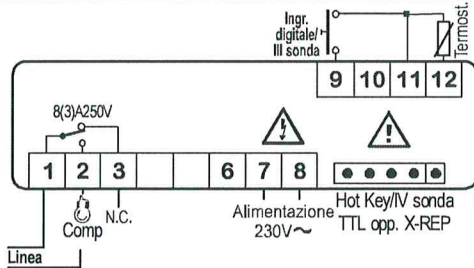 Ingr.
digitale/
III sonda
Termost.
9 10 11 12
8(3)A250V
1 2 3 6 7 8
Comp
N.C.
Alimentazione
230V~
Hot Key/IV sonda
TTL opp. X-REP
Linea